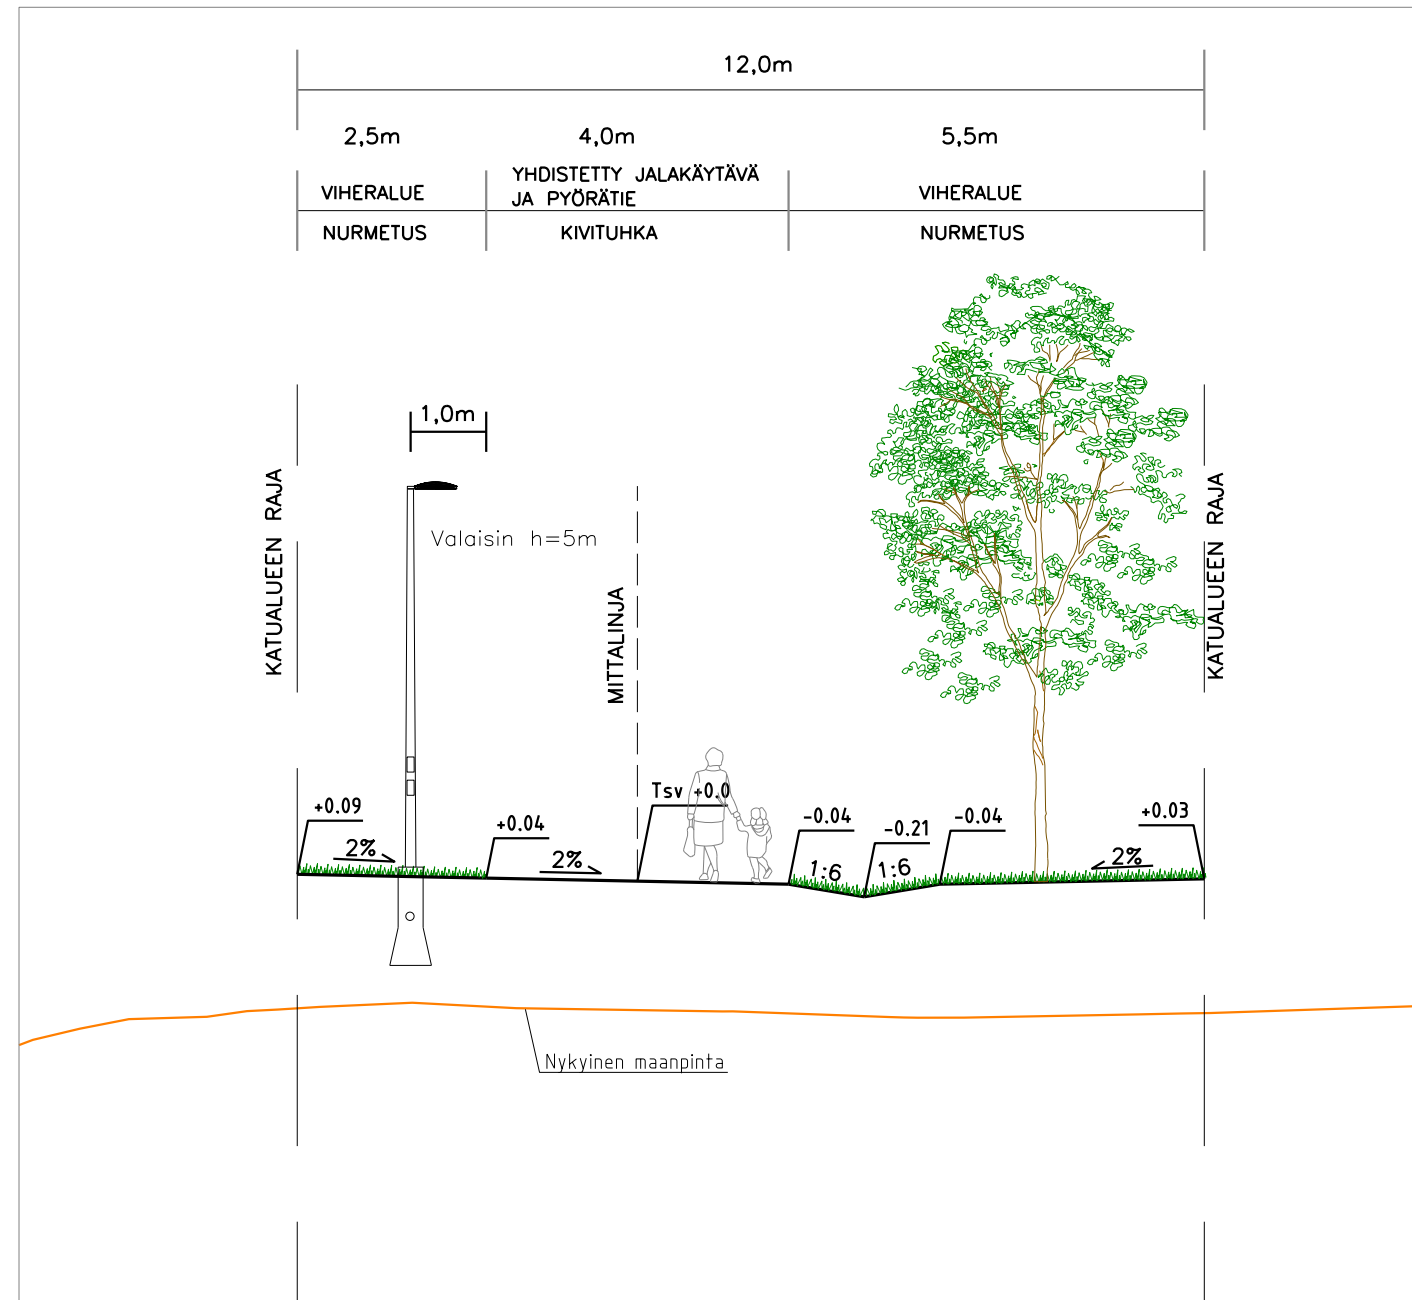 12,0m
2,5m
4,0m
5,5m
VIHERALUE
YHDISTETTY JALAKÄYTÄVÄ
JA PYÖRÄTIE
VIHERALUE
NURMETUS
KIVITUHKA
NURMETUS
1,0m
KATUALUEEN RAJA
Valaisin h=5m
MITTALINJA
KATUALUEEN RAJA
+0.09
2%
+0.04
2%
Tsv +0.0
-0.04
1:6
-0.21
1:6
-0.04
2%
+0.03
Nykyinen maanpinta